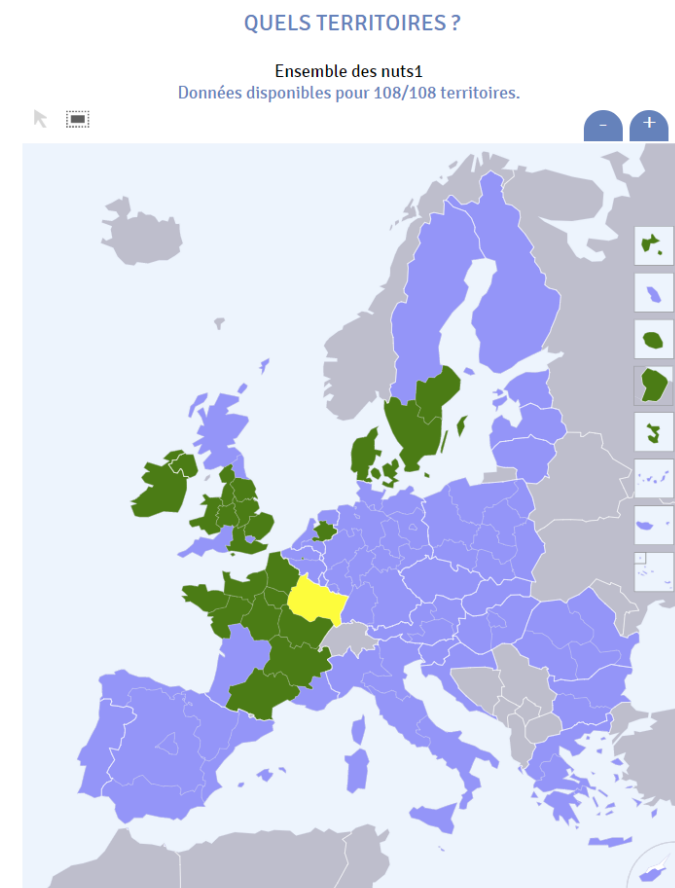 QUELS TERRITOIRES ?
Ensemble des nuts1
Données disponibles pour 108/108 territoires.
- +